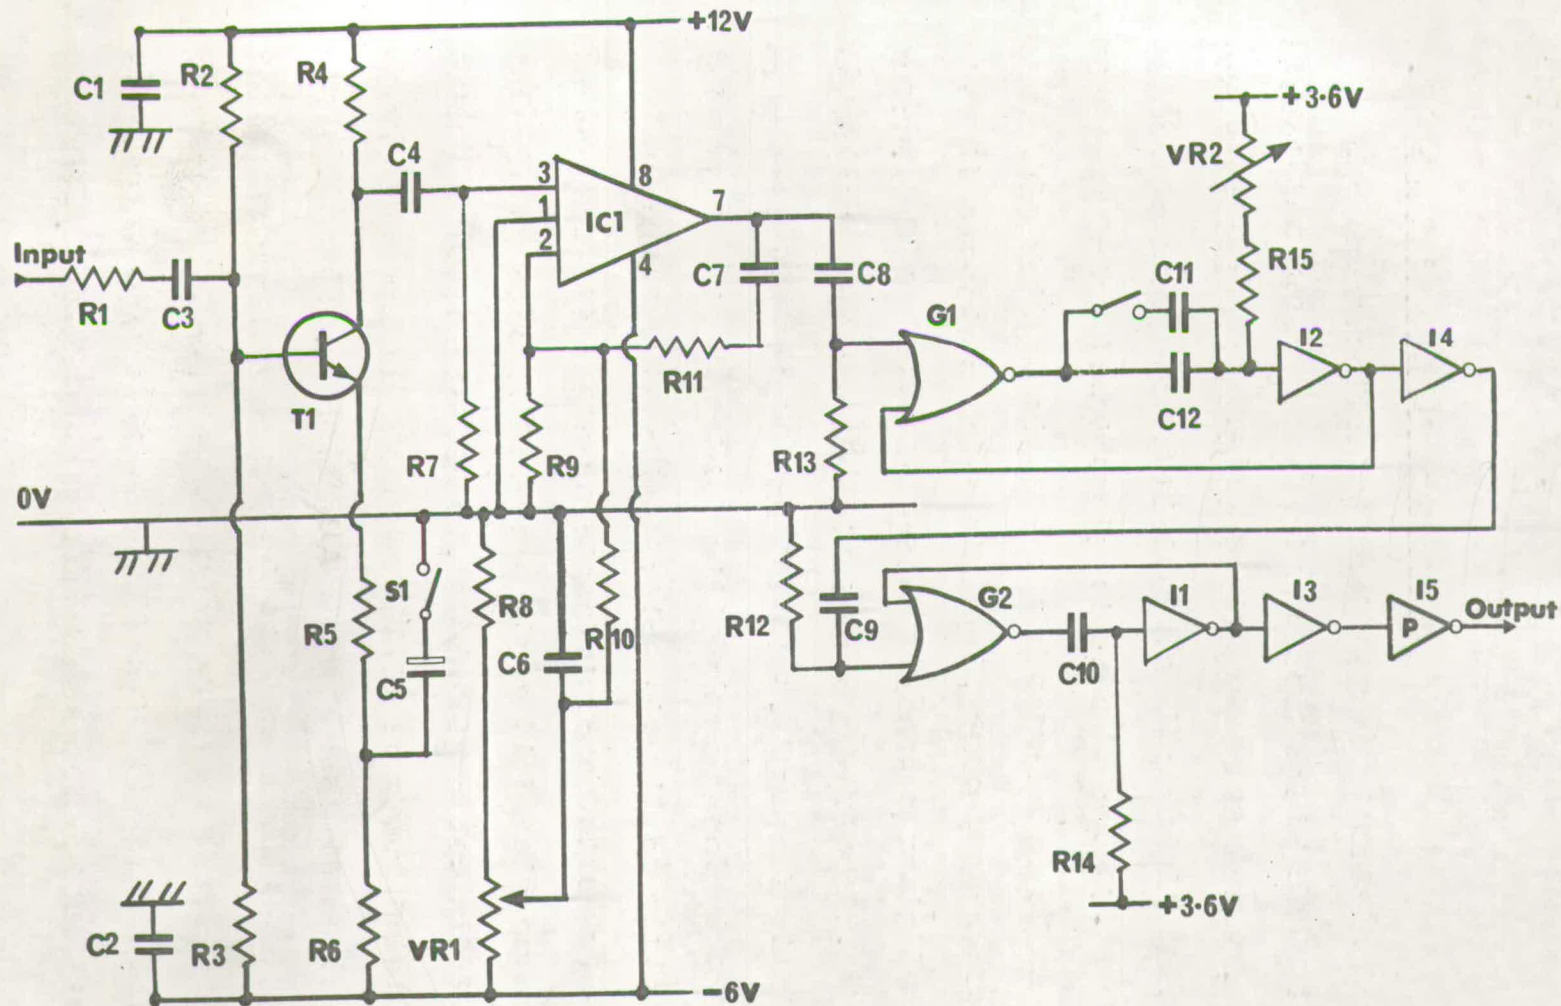 +12V
C1
R2
R4
+3·6V
VR2
C4
3
8
1
IC1
7
2
4
Input
R1
C3
C7
C8
C11
R15
G1
I2
I4
R11
C12
T1
R7
R9
R13
0V
S1
R5
R8
R10
C5
C6
R12
C9
G2
I1
I3
I5
P
Output
C10
R14
+3·6V
C2
R3
R6
VR1
-6V